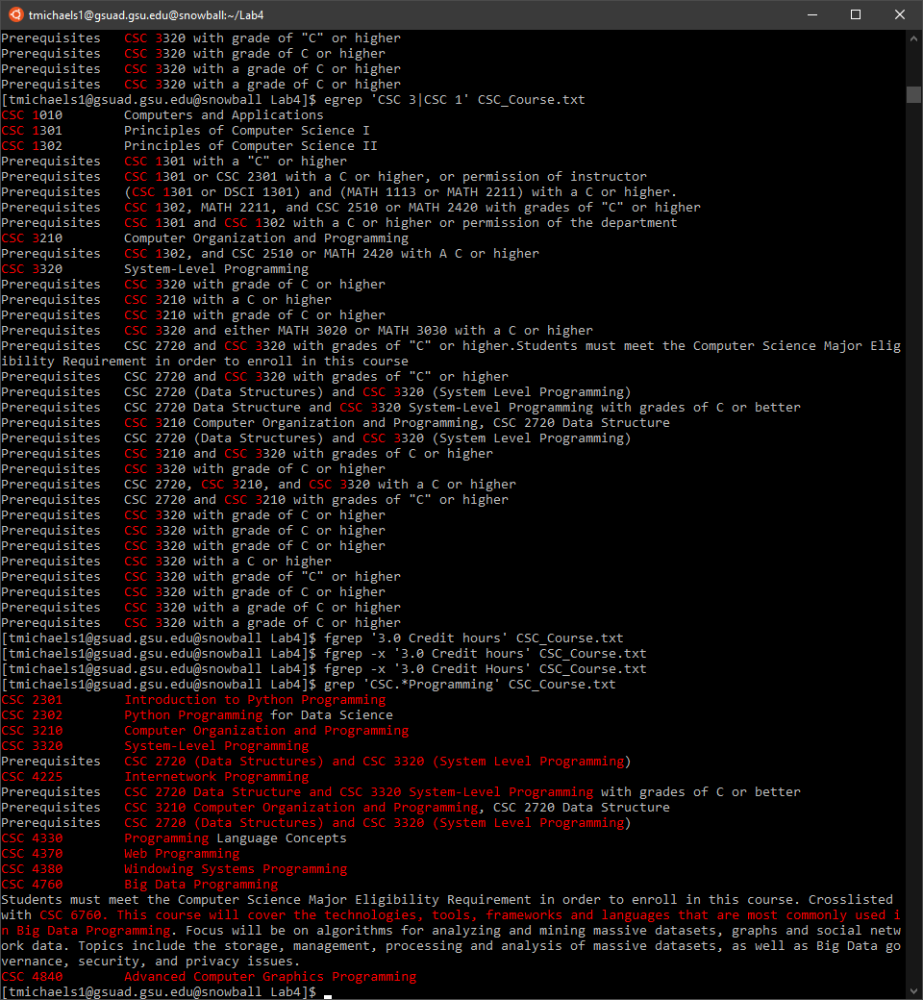 tmichaels1@gsuad.gsu.edu@snowball:~/Lab4
Prerequisites   CSC 3320 with grade of "C" or higher
Prerequisites   CSC 3320 with grade of C or higher
Prerequisites   CSC 3320 with a grade of C or higher
Prerequisites   CSC 3320 with a grade of C or higher
[tmichaels1@gsuad.gsu.edu@snowball Lab4]$ egrep 'CSC 3|CSC 1' CSC_Course.txt
CSC 1010        Computers and Applications
CSC 1301        Principles of Computer Science I
CSC 1302        Principles of Computer Science II
Prerequisites   CSC 1301 with a "C" or higher
Prerequisites   CSC 1301 or CSC 2301 with a C or higher, or permission of instructor
Prerequisites   (CSC 1301 or DSCI 1301) and (MATH 1113 or MATH 2211) with a C or higher.
Prerequisites   CSC 1302, MATH 2211, and CSC 2510 or MATH 2420 with grades of "C" or higher
Prerequisites   CSC 1301 and CSC 1302 with a C or higher or permission of the department
CSC 3210        Computer Organization and Programming
Prerequisites   CSC 1302, and CSC 2510 or MATH 2420 with A C or higher
CSC 3320        System-Level Programming
Prerequisites   CSC 3320 with grade of C or higher
Prerequisites   CSC 3210 with a C or higher
Prerequisites   CSC 3210 with grade of C or higher
Prerequisites   CSC 3320 and either MATH 3020 or MATH 3030 with a C or higher
Prerequisites   CSC 2720 and CSC 3320 with grades of "C" or higher.Students must meet the Computer Science Major Elig
ibility Requirement in order to enroll in this course
Prerequisites   CSC 2720 and CSC 3320 with grades of "C" or higher
Prerequisites   CSC 2720 (Data Structures) and CSC 3320 (System Level Programming)
Prerequisites   CSC 2720 Data Structure and CSC 3320 System-Level Programming with grades of C or better
Prerequisites   CSC 3210 Computer Organization and Programming, CSC 2720 Data Structure
Prerequisites   CSC 2720 (Data Structures) and CSC 3320 (System Level Programming)
Prerequisites   CSC 3210 and CSC 3320 with grades of C or higher
Prerequisites   CSC 3320 with grade of C or higher
Prerequisites   CSC 2720, CSC 3210, and CSC 3320 with a C or higher
Prerequisites   CSC 2720 and CSC 3210 with grades of "C" or higher
Prerequisites   CSC 3320 with grade of C or higher
Prerequisites   CSC 3320 with grade of C or higher
Prerequisites   CSC 3320 with grade of C or higher
Prerequisites   CSC 3320 with a C or higher
Prerequisites   CSC 3320 with grade of "C" or higher
Prerequisites   CSC 3320 with grade of C or higher
Prerequisites   CSC 3320 with a grade of C or higher
Prerequisites   CSC 3320 with a grade of C or higher
[tmichaels1@gsuad.gsu.edu@snowball Lab4]$ fgrep '3.0 Credit hours' CSC_Course.txt
[tmichaels1@gsuad.gsu.edu@snowball Lab4]$ fgrep -x '3.0 Credit hours' CSC_Course.txt
[tmichaels1@gsuad.gsu.edu@snowball Lab4]$ fgrep -x '3.0 Credit Hours' CSC_Course.txt
[tmichaels1@gsuad.gsu.edu@snowball Lab4]$ grep 'CSC.*Programming' CSC_Course.txt
CSC 2301        Introduction to Python Programming
CSC 2302        Python Programming for Data Science
CSC 3210        Computer Organization and Programming
CSC 3320        System-Level Programming
Prerequisites   CSC 2720 (Data Structures) and CSC 3320 (System Level Programming)
CSC 4225        Internetwork Programming
Prerequisites   CSC 2720 Data Structure and CSC 3320 System-Level Programming with grades of C or better
Prerequisites   CSC 3210 Computer Organization and Programming, CSC 2720 Data Structure
Prerequisites   CSC 2720 (Data Structures) and CSC 3320 (System Level Programming)
CSC 4330        Programming Language Concepts
CSC 4370        Web Programming
CSC 4380        Windowing Systems Programming
CSC 4760        Big Data Programming
Students must meet the Computer Science Major Eligibility Requirement in order to enroll in this course. Crosslisted
with CSC 6760. This course will cover the technologies, tools, frameworks and languages that are most commonly used i
n Big Data Programming. Focus will be on algorithms for analyzing and mining massive datasets, graphs and social netw
ork data. Topics include the storage, management, processing and analysis of massive datasets, as well as Big Data go
vernance, security, and privacy issues.
CSC 4840        Advanced Computer Graphics Programming
[tmichaels1@gsuad.gsu.edu@snowball Lab4]$